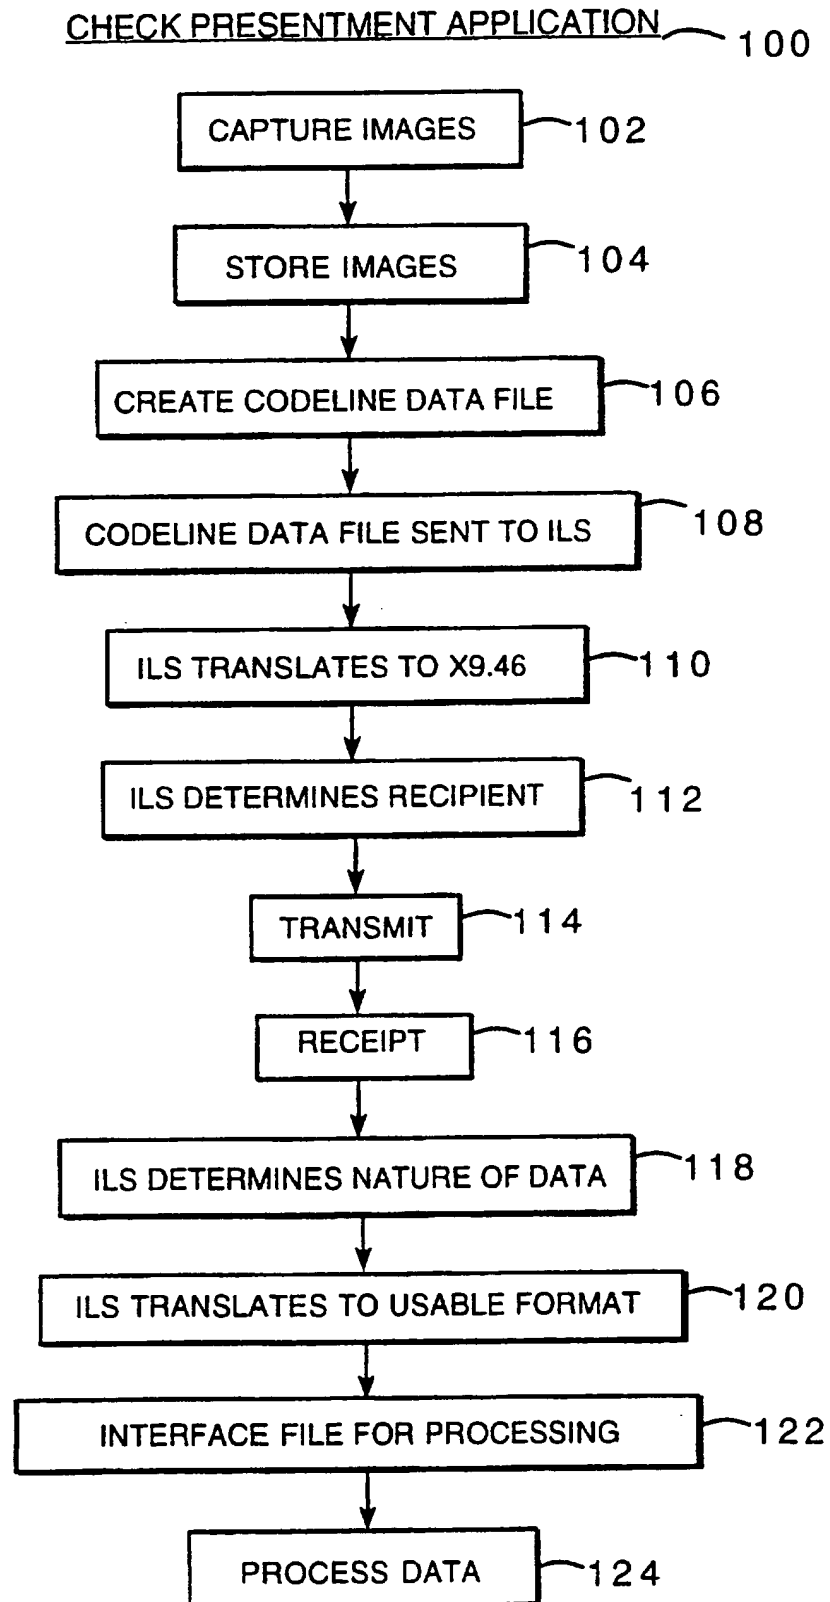 CHECK PRESENTMENT APPLICATION 100
CAPTURE IMAGES 102
STORE IMAGES 104
CREATE CODELINE DATA FILE 106
CODELINE DATA FILE SENT TO ILS 108
ILS TRANSLATES TO X9.46 110
ILS DETERMINES RECIPIENT 112
TRANSMIT 114
RECEIPT 116
ILS DETERMINES NATURE OF DATA 118
ILS TRANSLATES TO USABLE FORMAT 120
INTERFACE FILE FOR PROCESSING 122
PROCESS DATA 124